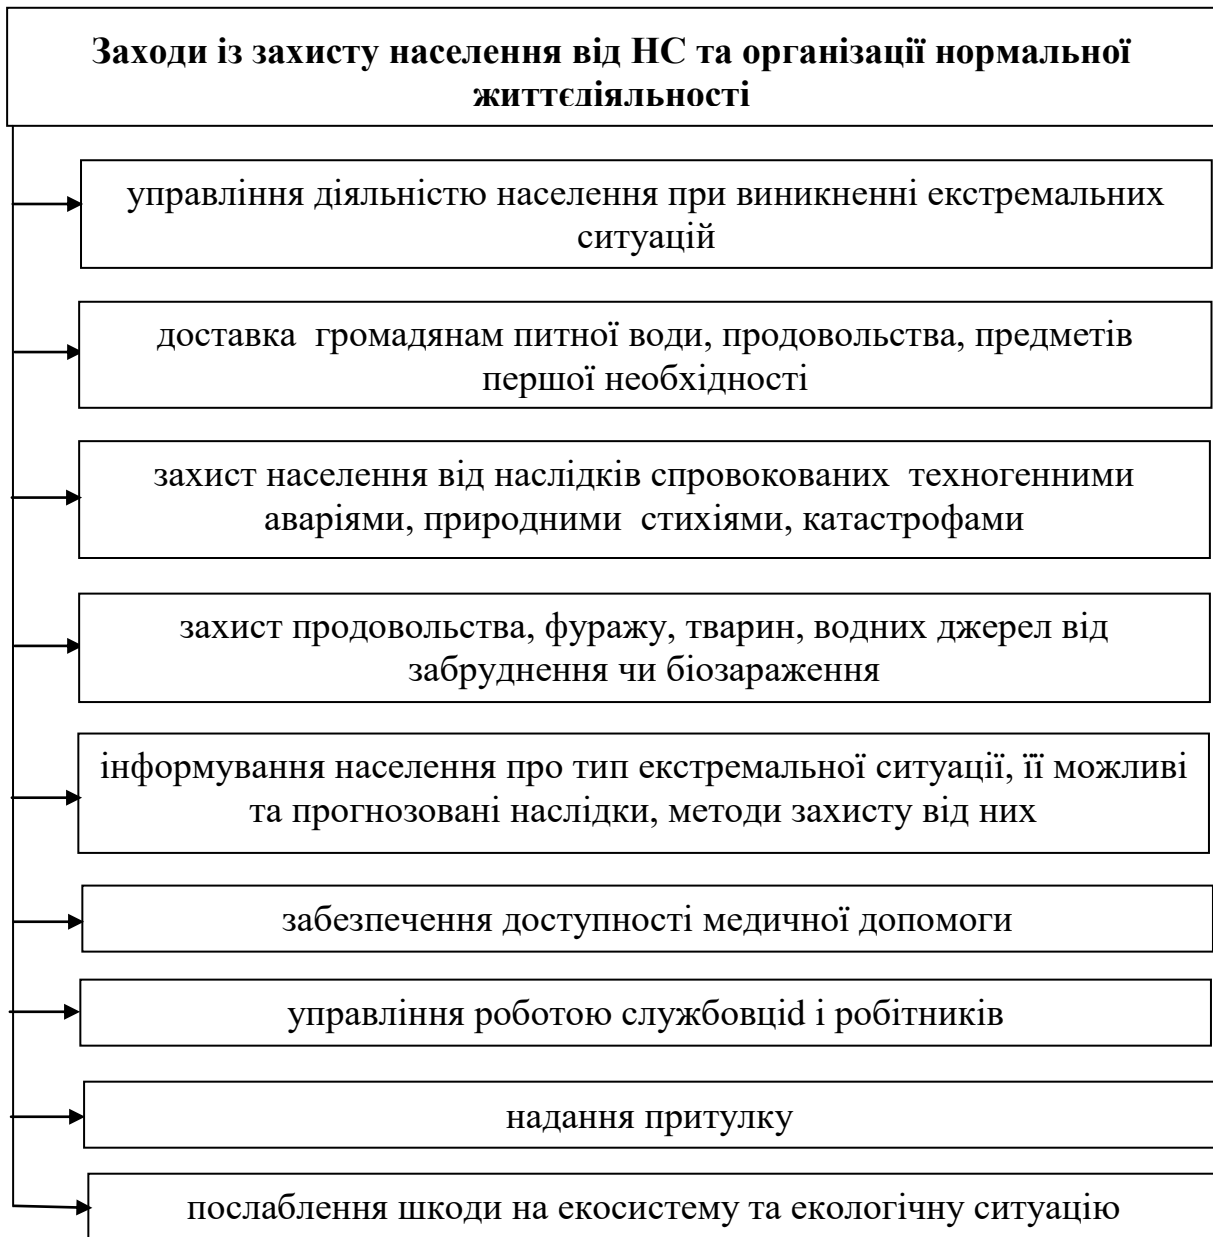 Заходи із захисту населення від НС та організації нормальної
життєдіяльності
управління діяльністю населення при виникненні екстремальних
ситуацій
доставка громадянам питної води, продовольства, предметів
першої необхідності
захист населення від наслідків спровокованих техногенними
аваріями, природними стихіями, катастрофами
захист продовольства, фуражу, тварин, водних джерел від
забруднення чи біозараження
інформування населення про тип екстремальної ситуації, її можливі
та прогнозовані наслідки, методи захисту від них
забезпечення доступності медичної допомоги
управління роботою службовціd і робітників
надання притулку
послаблення шкоди на екосистему та екологічну ситуацію